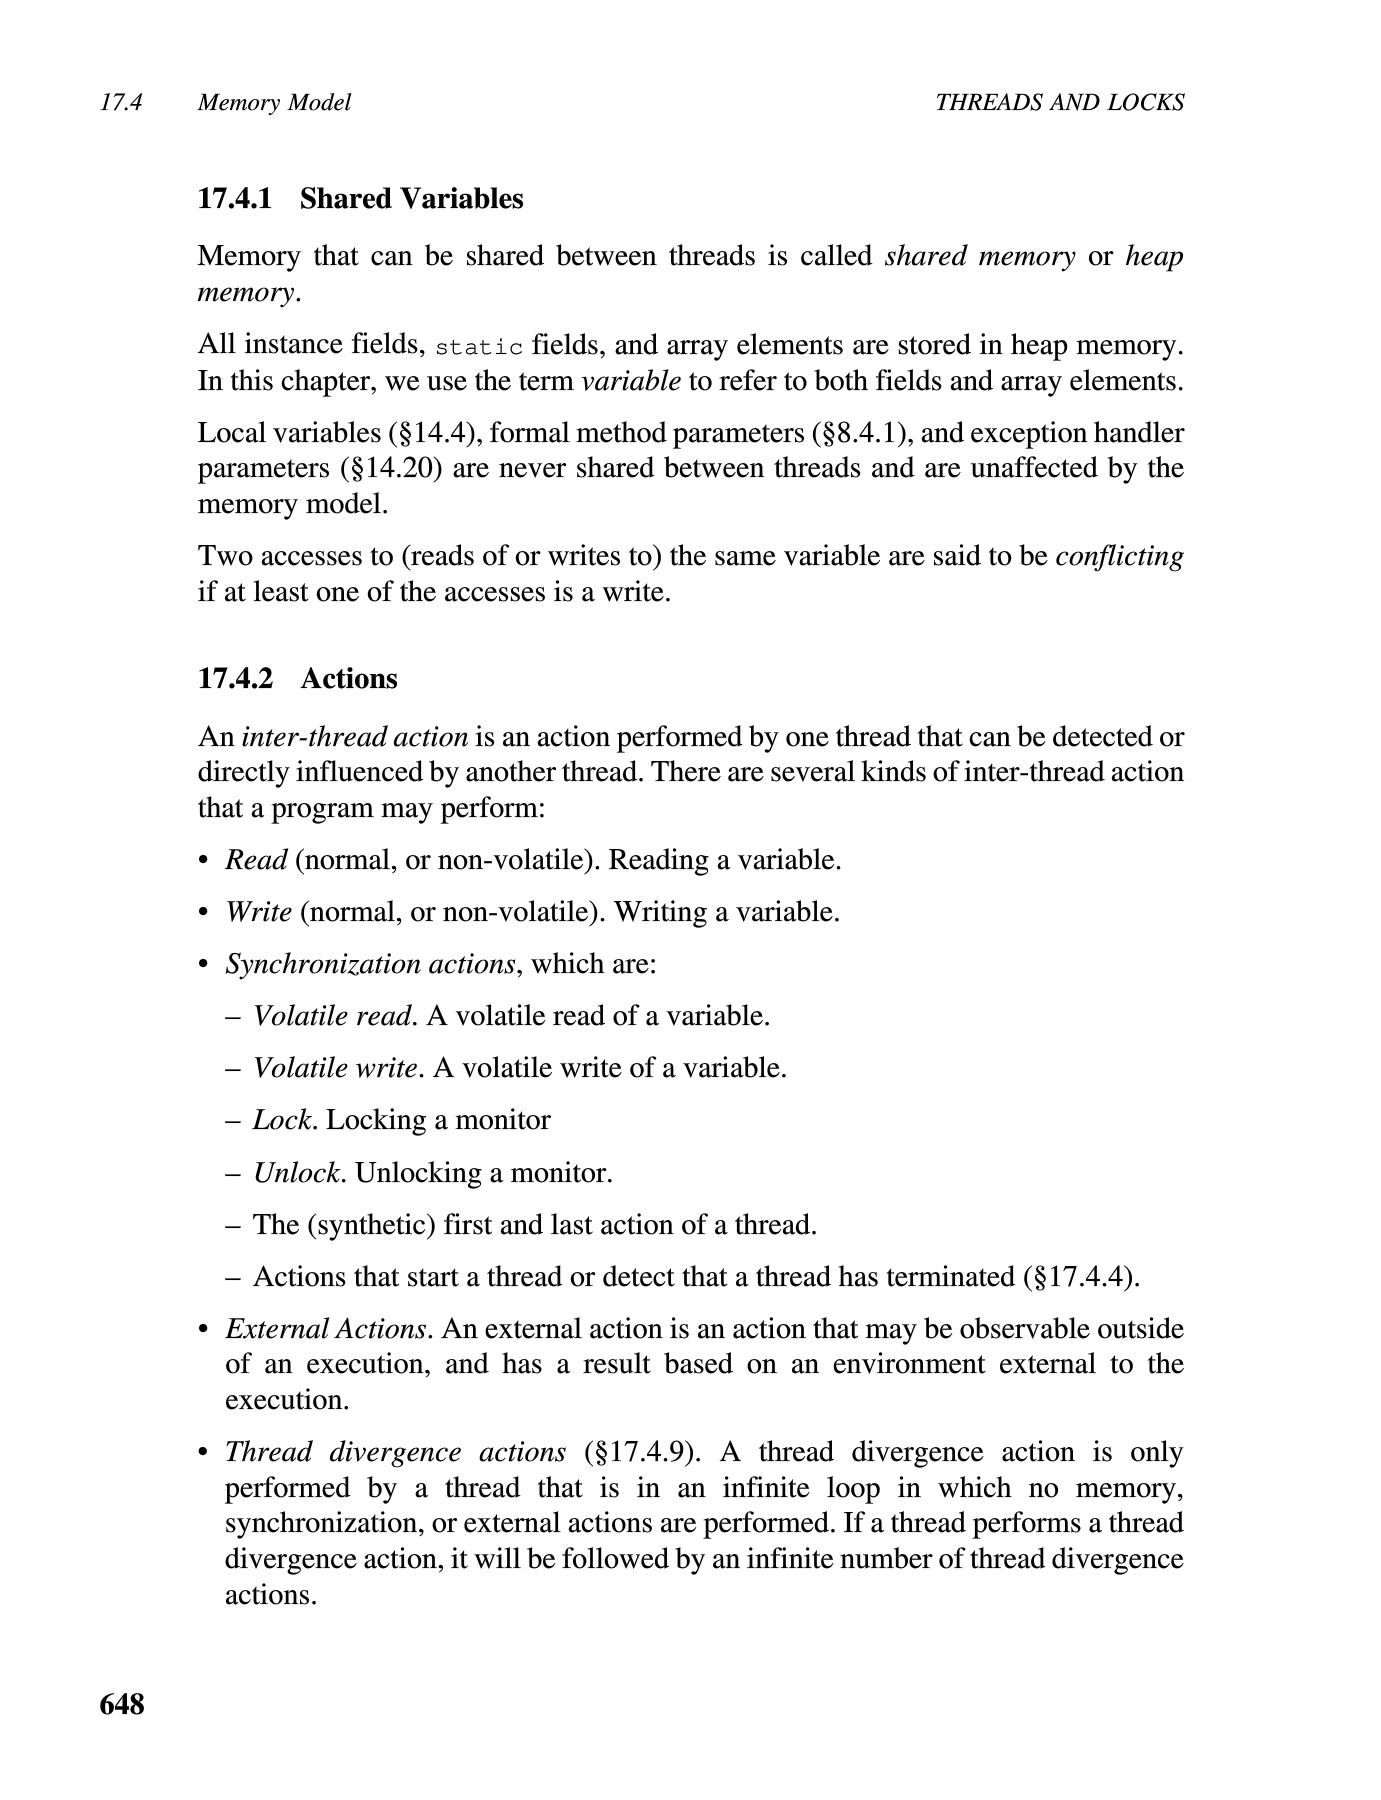 17.4 Memory Model THREADS AND LOCKS
17.4.1 Shared Variables
Memory that can be shared between threads is called shared memory or heap
memory.
All instance fields, static fields, and array elements are stored in heap memory.
In this chapter, we use the term variable to refer to both fields and array elements.
Local variables (§14.4), formal method parameters (§8.4.1), and exception handler
parameters (§14.20) are never shared between threads and are unaffected by the
memory model.
Two accesses to (reads of or writes to) the same variable are said to be conflicting
if at least one of the accesses is a write.
17.4.2 Actions
An inter-thread action is an action performed by one thread that can be detected or
directly influenced by another thread. There are several kinds of inter-thread action
that a program may perform:
• Read (normal, or non-volatile). Reading a variable.
• Write (normal, or non-volatile). Writing a variable.
• Synchronization actions, which are:
– Volatile read. A volatile read of a variable.
– Volatile write. A volatile write of a variable.
– Lock. Locking a monitor
– Unlock. Unlocking a monitor.
– The (synthetic) first and last action of a thread.
– Actions that start a thread or detect that a thread has terminated (§17.4.4).
• External Actions. An external action is an action that may be observable outside
of an execution, and has a result based on an environment external to the
execution.
• Thread divergence actions (§17.4.9). A thread divergence action is only
performed by a thread that is in an infinite loop in which no memory,
synchronization, or external actions are performed. If a thread performs a thread
divergence action, it will be followed by an infinite number of thread divergence
actions.
648